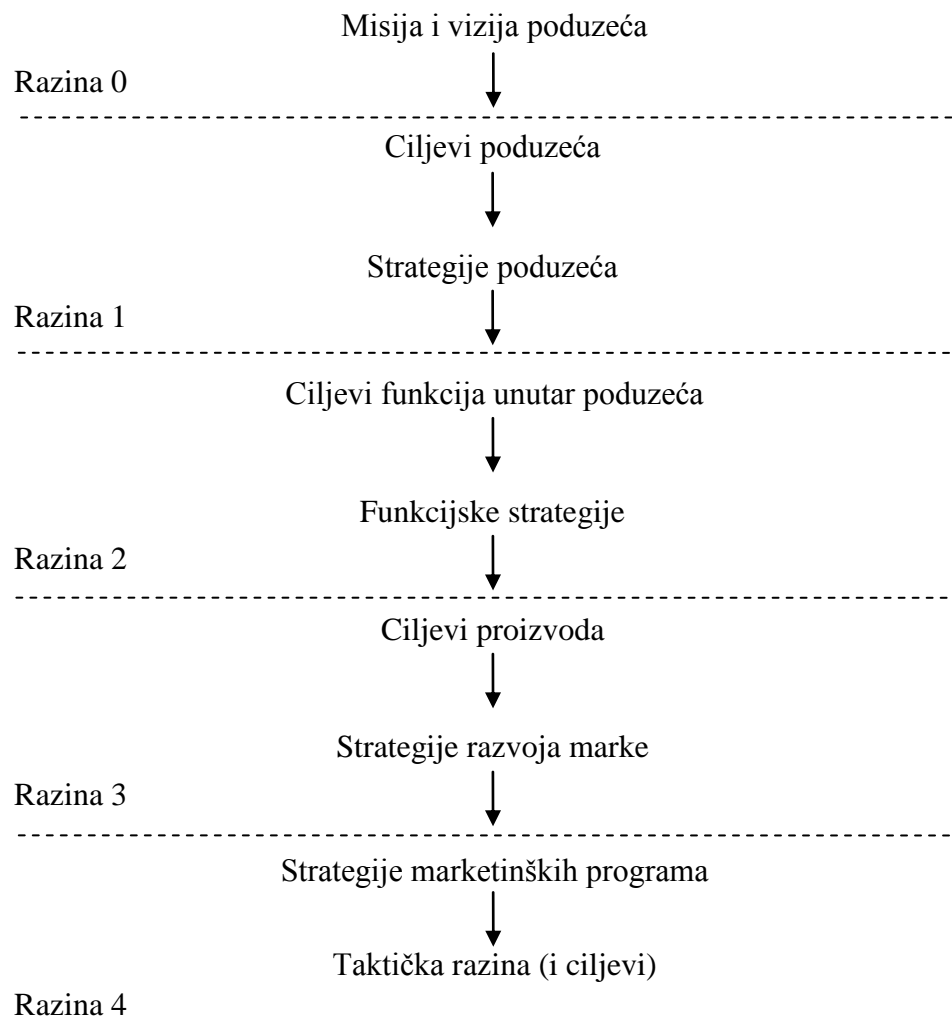 Misija i vizija poduzeća
Razina 0
Ciljevi poduzeća
Strategije poduzeća
Razina 1
Ciljevi funkcija unutar poduzeća
Funkcijske strategije
Razina 2
Ciljevi proizvoda
Strategije razvoja marke
Razina 3
Strategije marketinških programa
Taktička razina (i ciljevi)
Razina 4